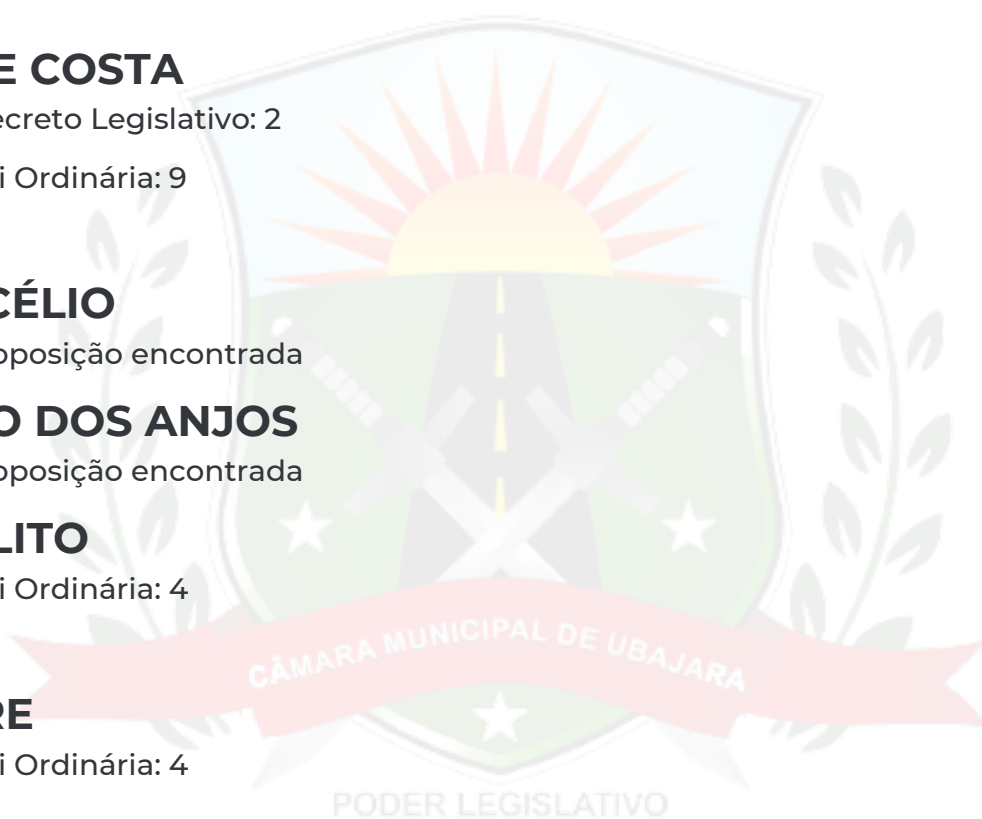 E COSTA
ecreto Legislativo: 2
i Ordinária: 9
CÉLIO
oposição encontrada
O DOS ANJOS
oposição encontrada
LITO
i Ordinária: 4
RE
i Ordinária: 4
CÂMARA MUNICIPAL DE UBAJARA
PODER LEGISLATIVO